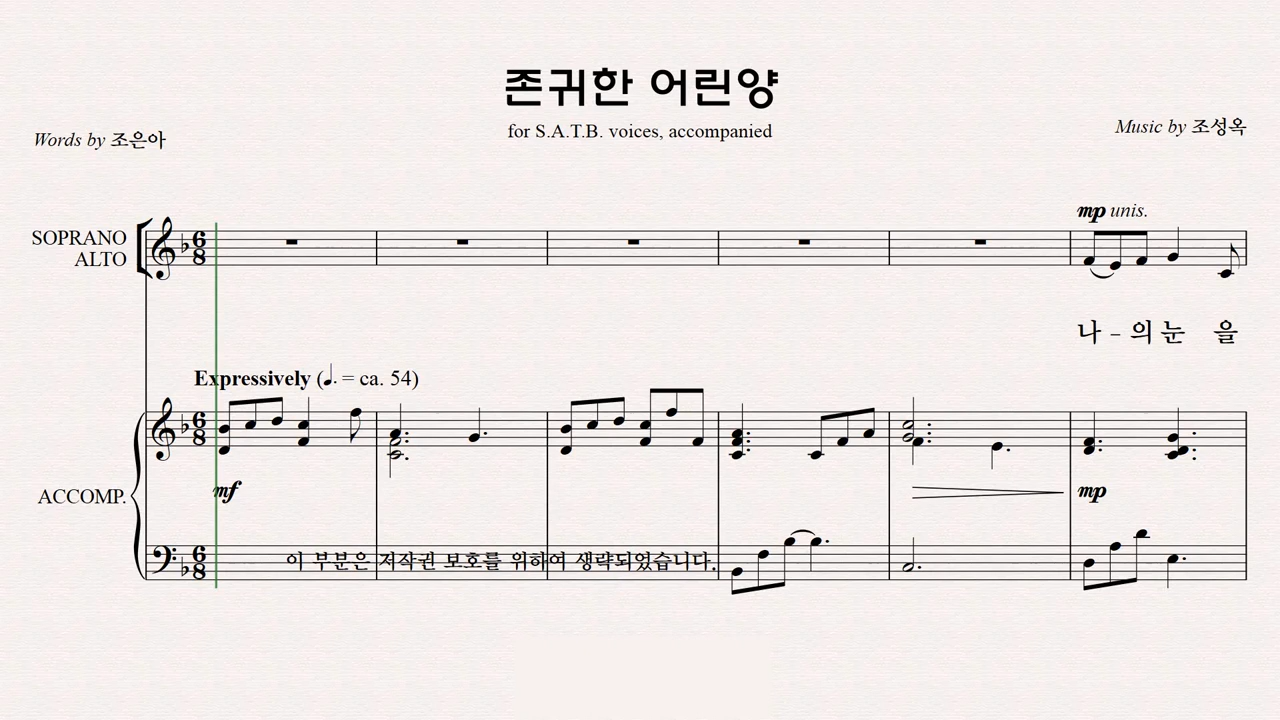 존귀한 어린양
for S.A.T.B. voices, accompanied
Words by 조은아
Music by 조성옥
mp unis.
SOPRANO
ALTO
나 - 의 눈 을
Expressively (♩. = ca. 54)
ACCOMP.
mf
mp
이 부분은 저작권 보호를 위하여 생략되었습니다.